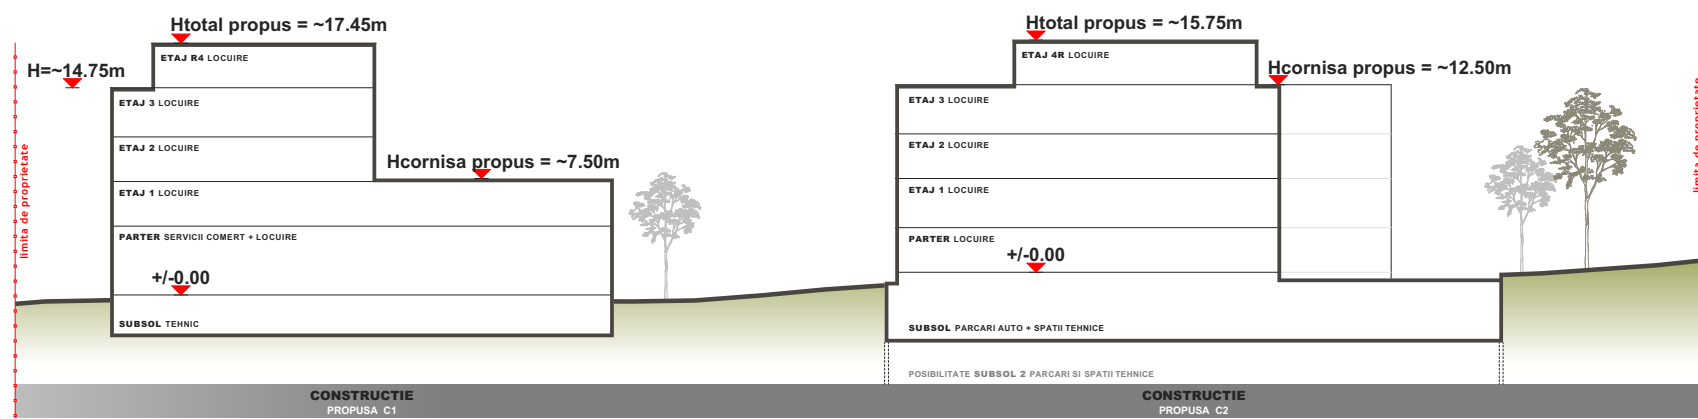 Htotal propus = ~17.45m
ETAJ R4 LOCUIRE
H=~14.75m
ETAJ 3 LOCUIRE
ETAJ 2 LOCUIRE
Hcornisa propus = ~7.50m
ETAJ 1 LOCUIRE
PARTER SERVICII COMERT + LOCUIRE
+/-0.00
SUBSOL TEHNIC
limita de proprietate
CONSTRUCTIE
PROPUSA C1
Htotal propus = ~15.75m
ETAJ 4R LOCUIRE
Hcornisa propus = ~12.50m
ETAJ 3 LOCUIRE
ETAJ 2 LOCUIRE
ETAJ 1 LOCUIRE
PARTER LOCUIRE
+/-0.00
SUBSOL PARCARI AUTO + SPATII TEHNICE
POSIBILITATE SUBSOL 2 PARCARI SI SPATII TEHNICE
limita de proprietate
CONSTRUCTIE
PROPUSA C2